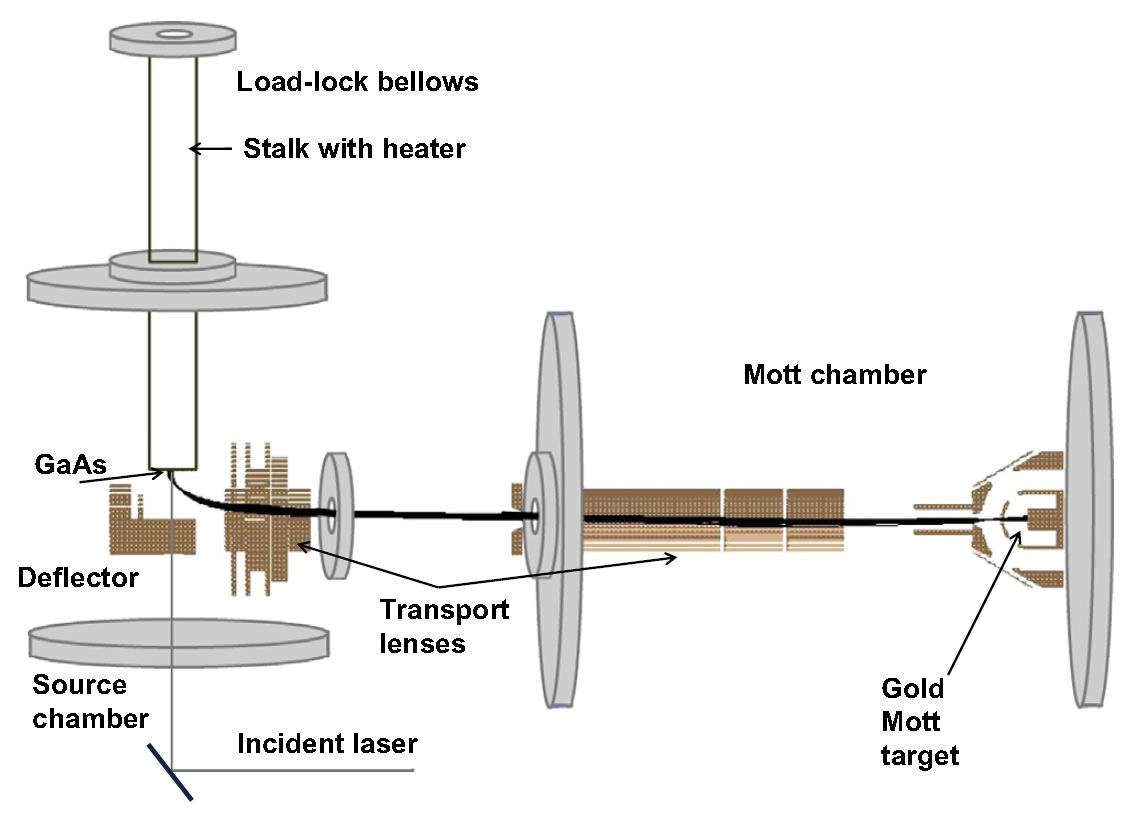 Load-lock bellows
Stalk with heater
Mott chamber
GaAs
Deflector
Transport
lenses
Source
chamber
Gold
Mott
target
Incident laser